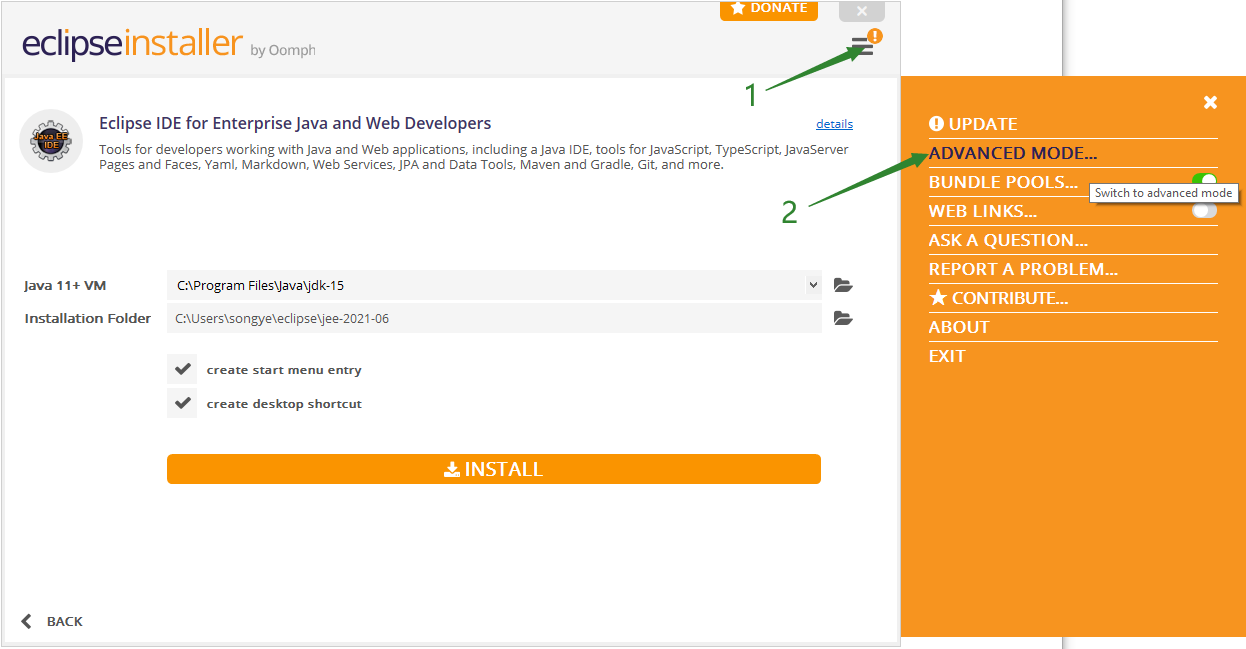 DONATE
eclipseinstaller by Oomph
1
Java EE
IDE
Eclipse IDE for Enterprise Java and Web Developers
details
Tools for developers working with Java and Web applications, including a Java IDE, tools for JavaScript, TypeScript, JavaServer
Pages and Faces, Yaml, Markdown, Web Services, JPA and Data Tools, Maven and Gradle, Git, and more.
2
Java 11+ VM
C:\Program Files\Java\jdk-15
Installation Folder
C:\Users\songye\eclipse\jee-2021-06
create start menu entry
create desktop shortcut
INSTALL
BACK
UPDATE
ADVANCED MODE...
BUNDLE POOLS...
Switch to advanced mode
WEB LINKS...
ASK A QUESTION...
REPORT A PROBLEM...
CONTRIBUTE...
ABOUT
EXIT